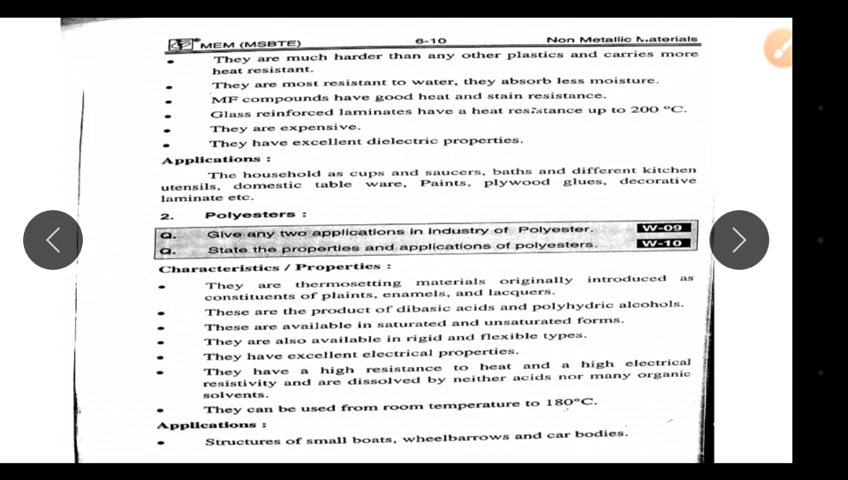 MEM (MSBTE) 6-10 Non Metallic Materials
• They are much harder than any other plastics and carries more
heat resistant.
• They are most resistant to water, they absorb less moisture.
• MF compounds have good heat and stain resistance.
• Glass reinforced laminates have a heat resistance up to 200 °C.
• They are expensive.
• They have excellent dielectric properties.
Applications :
The household as cups and saucers, baths and different kitchen
utensils, domestic table ware, Paints, plywood glues, decorative
laminate etc.
2. Polyesters :
Q. Give any two applications in industry of Polyester. W-09
Q. State the properties and applications of polyesters. W-10
Characteristics / Properties :
• They are thermosetting materials originally introduced as
constituents of plaints, enamels, and lacquers.
• These are the product of dibasic acids and polyhydric alcohols.
• These are available in saturated and unsaturated forms.
• They are also available in rigid and flexible types.
• They have excellent electrical properties.
• They have a high resistance to heat and a high electrical
resistivity and are dissolved by neither acids nor many organic
solvents.
• They can be used from room temperature to 180°C.
Applications :
• Structures of small boats, wheelbarrows and car bodies.